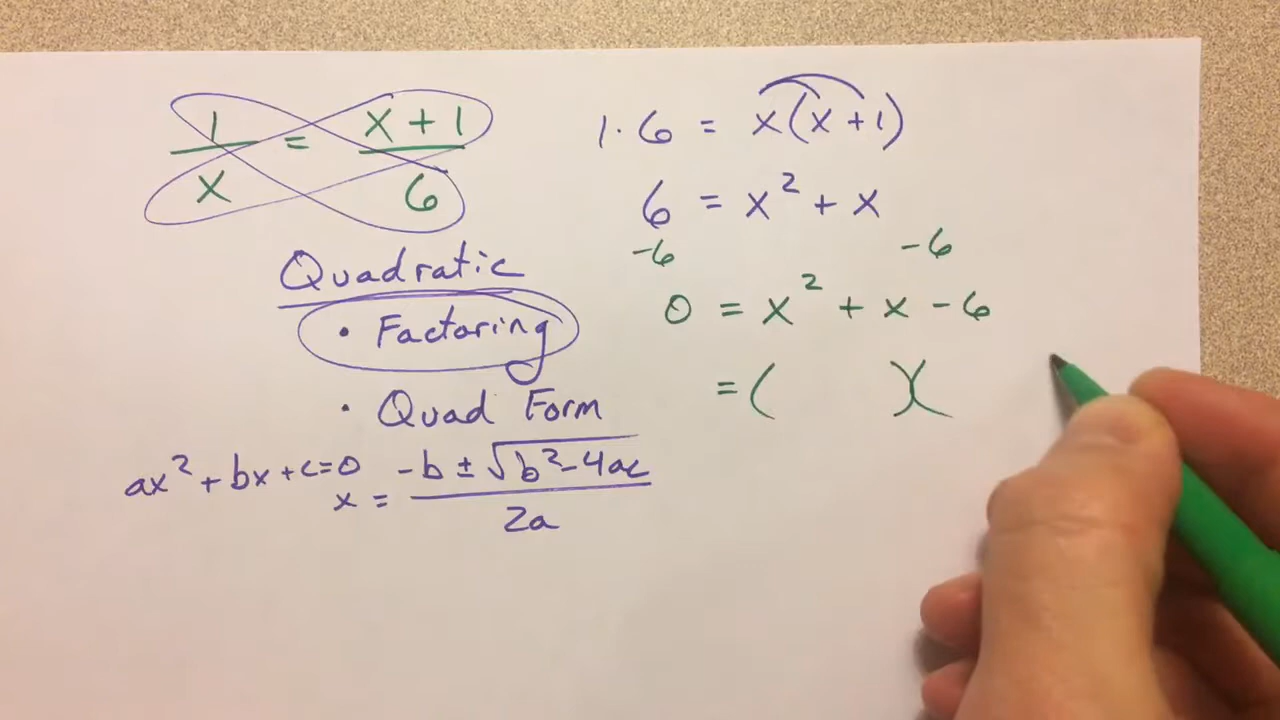 1/x = (x + 1)/6
Quadratic
• Factoring
• Quad Form
ax² + bx + c = 0
x = (-b ± √(b² - 4ac))/(2a)
1 · 6 = x(x + 1)
6 = x² + x
-6 -6
0 = x² + x - 6
= ( )(